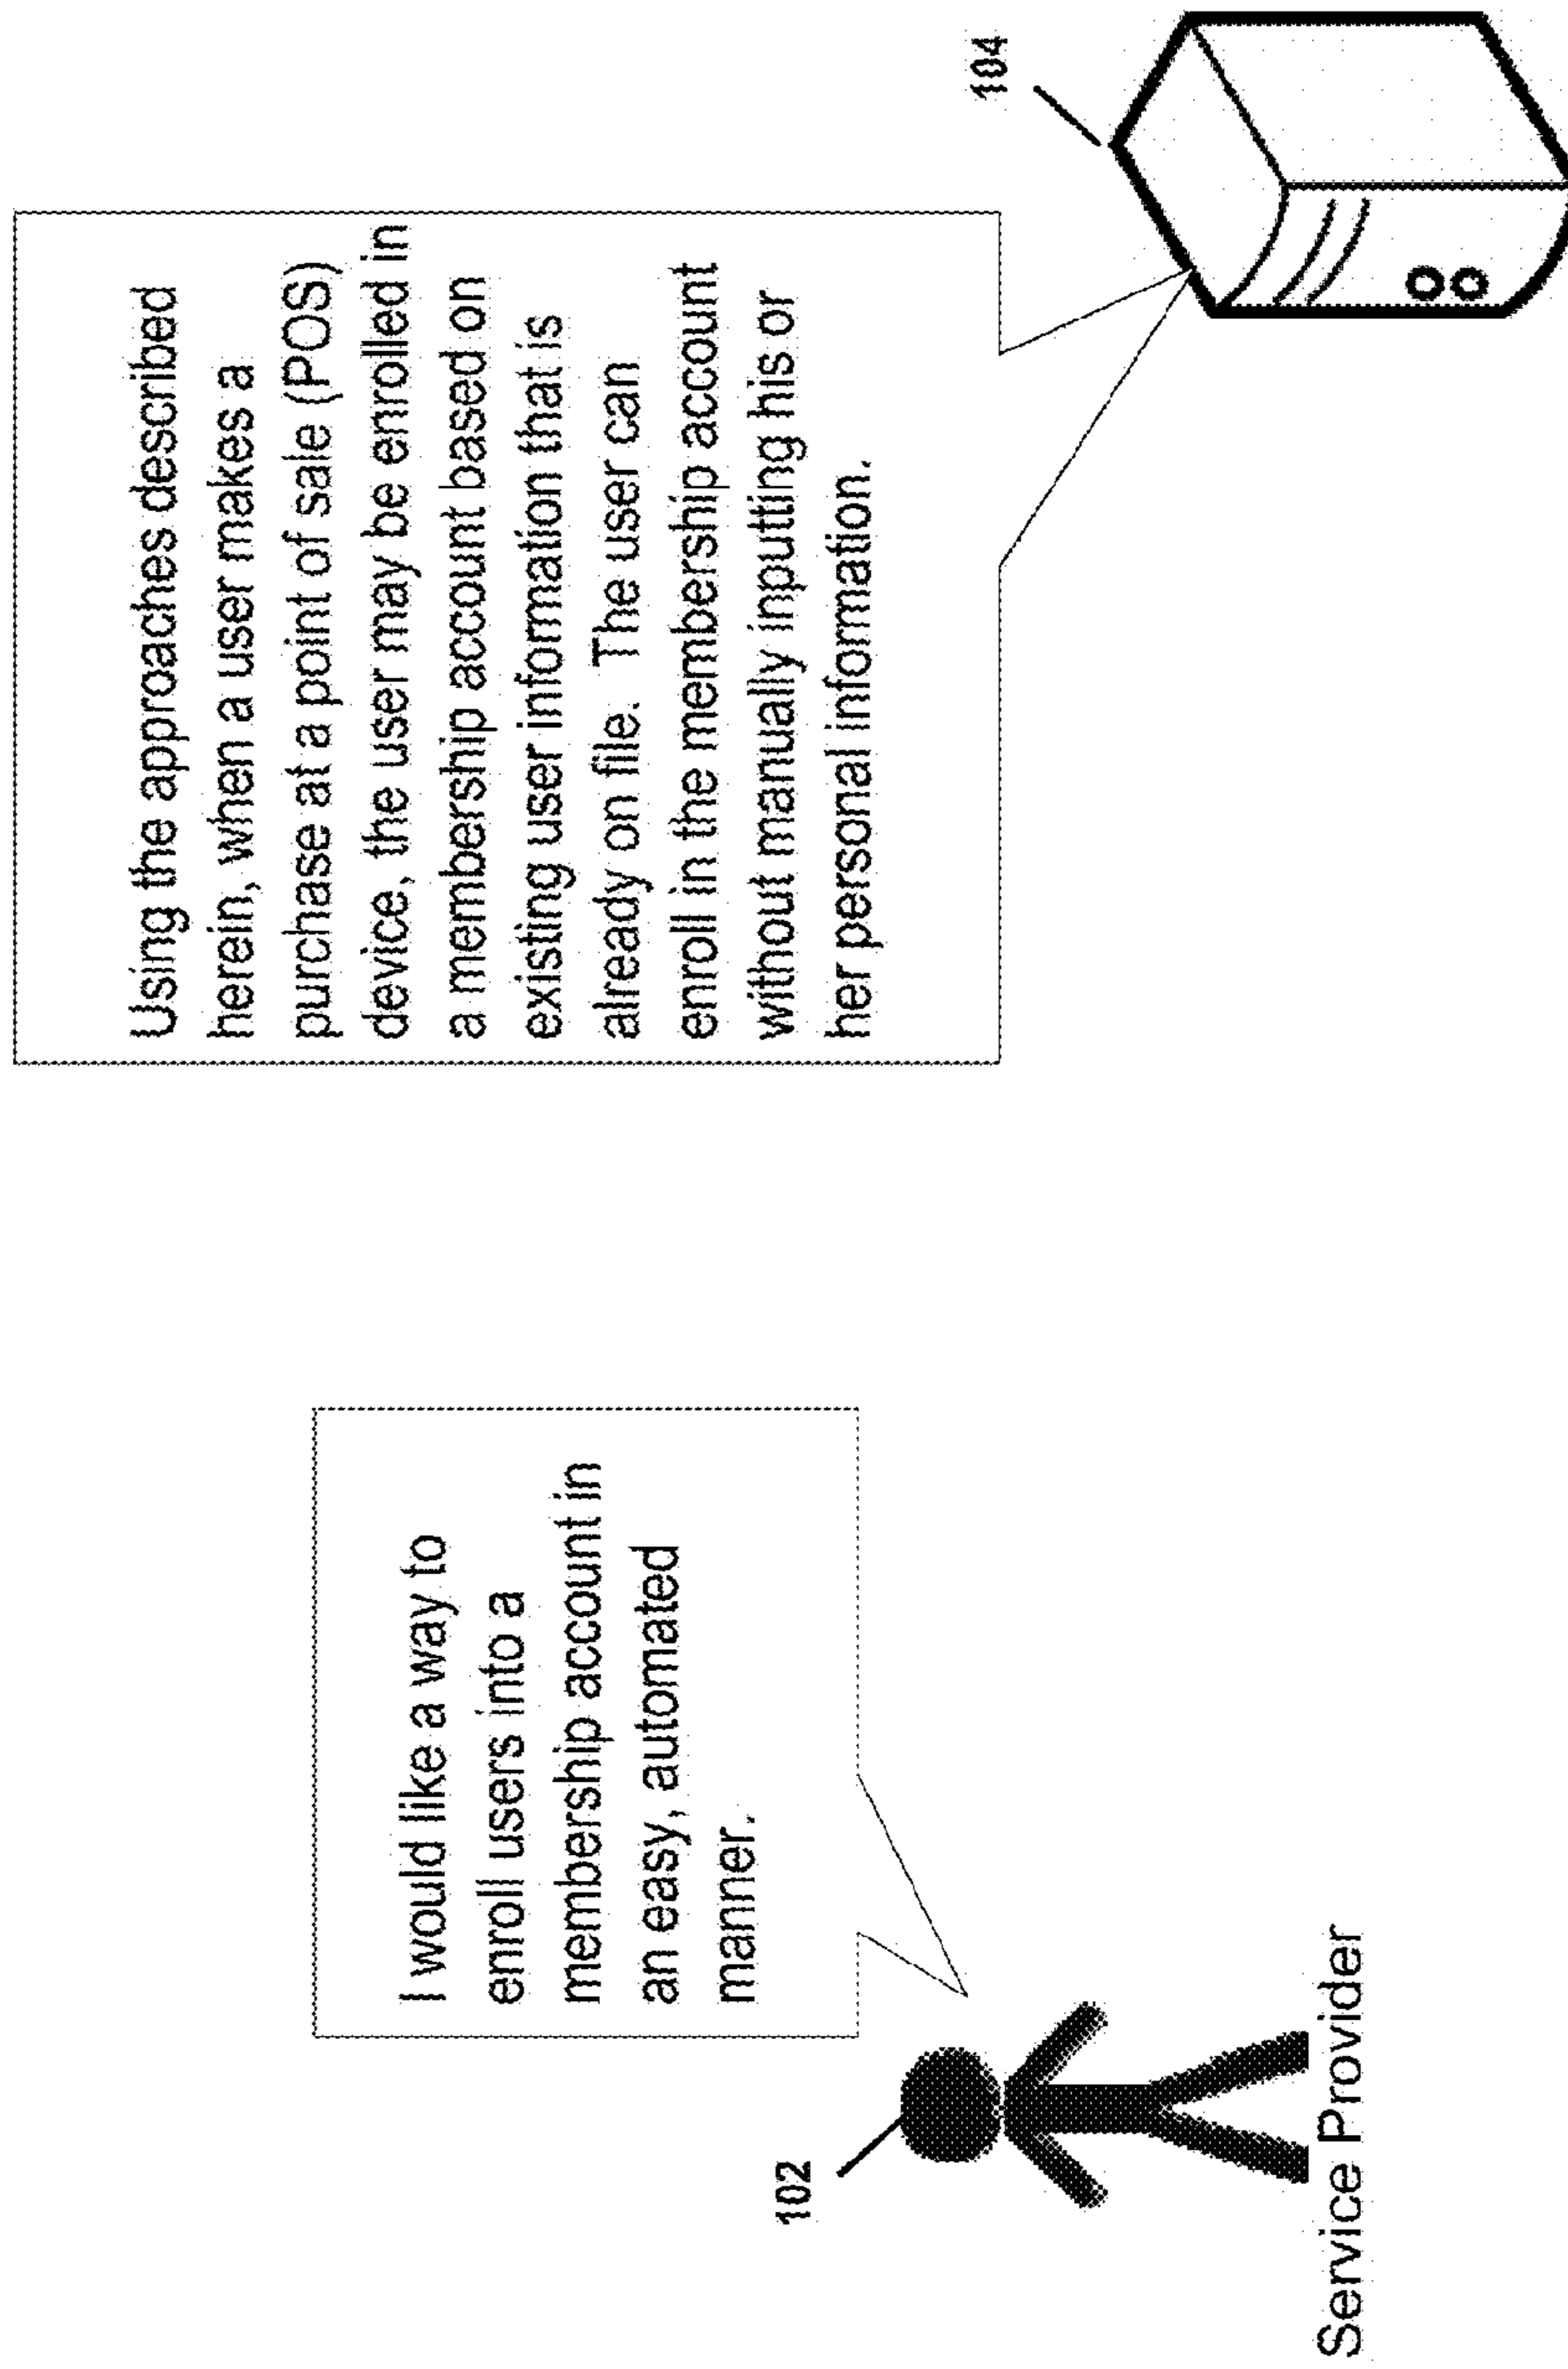 I would like a way to
enroll users into a
membership account in
an easy, automated
manner.
102
Service Provider
Using the approaches described
herein, when a user makes a
purchase at a point of sale (POS)
device, the user may be enrolled in
a membership account based on
existing user information that is
already on file. The user can
enroll in the membership account
without manually inputting his or
her personal information.
104